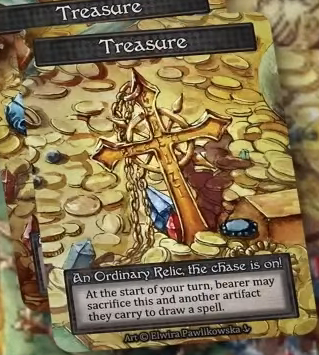 Treasure
Treasure
An Ordinary Relic, the chase is on!
At the start of your turn, bearer may
sacrifice this and another artifact
they carry to draw a spell.
Art © Elwira Pawlikowska